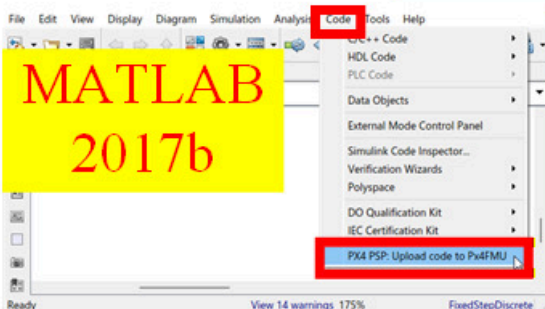 File Edit View Display Diagram Simulation Analysis Code Tools Help
C/C++ Code
HDL Code
PLC Code
Data Objects
External Mode Control Panel
Simulink Code Inspector...
Verification Wizards
Polyspace
DO Qualification Kit
IEC Certification Kit
PX4 PSP: Upload code to Px4FMU
MATLAB
2017b
Ready View 14 warnings 175% FixedStepDiscrete